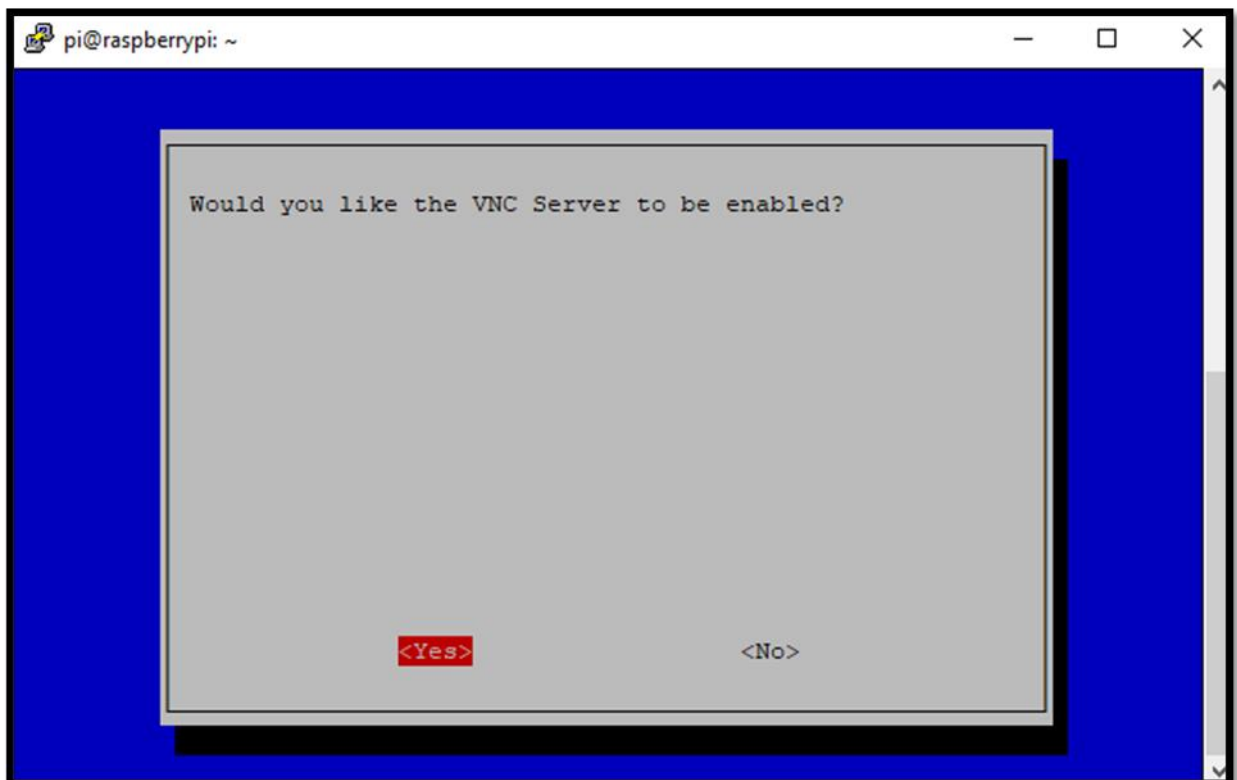 pi@raspberrypi: ~
Would you like the VNC Server to be enabled?
<Yes> <No>